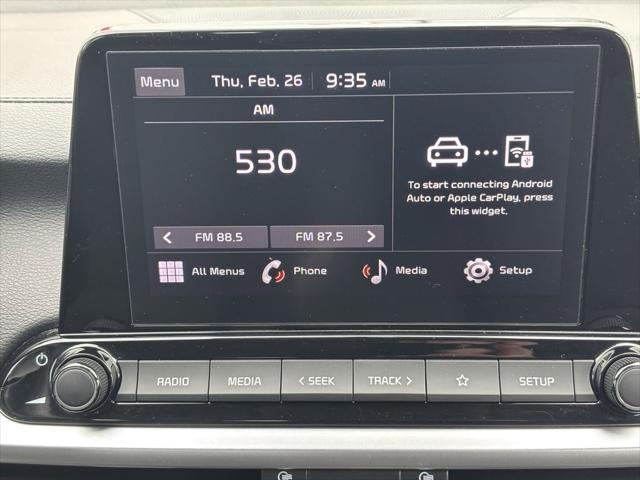 Menu
Thu, Feb. 26
9:35 AM
AM
530
To start connecting Android
Auto or Apple CarPlay, press
this widget.
< FM 88.5
FM 87.5 >
All Menus
Phone
Media
Setup
RADIO
MEDIA
< SEEK
TRACK >
SETUP